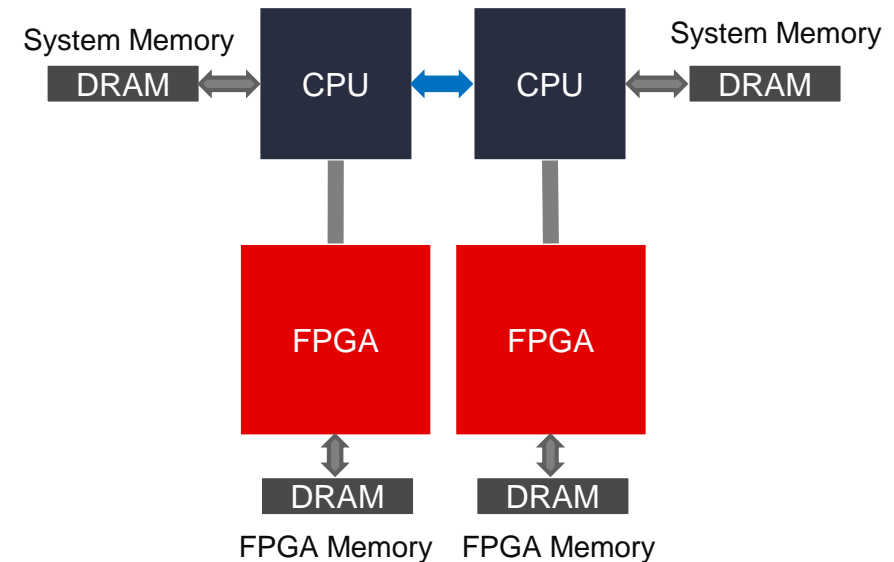 System Memory
System Memory
DRAM
CPU
CPU
DRAM
FPGA
FPGA
DRAM
DRAM
FPGA Memory
FPGA Memory